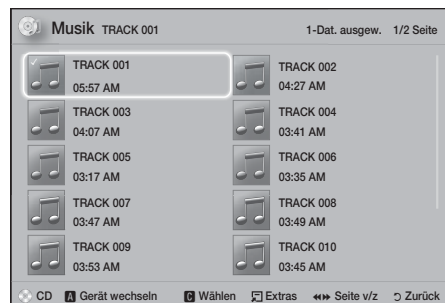 Musik TRACK 001 1-Dat. ausgew. 1/2 Seite
TRACK 001 TRACK 002
05:57 AM 04:27 AM
TRACK 003 TRACK 004
04:07 AM 03:41 AM
TRACK 005 TRACK 006
03:17 AM 03:35 AM
TRACK 007 TRACK 008
03:47 AM 03:49 AM
TRACK 009 TRACK 010
03:53 AM 03:45 AM
CD A Gerät wechseln C Wählen Extras Seite v/z Zurück